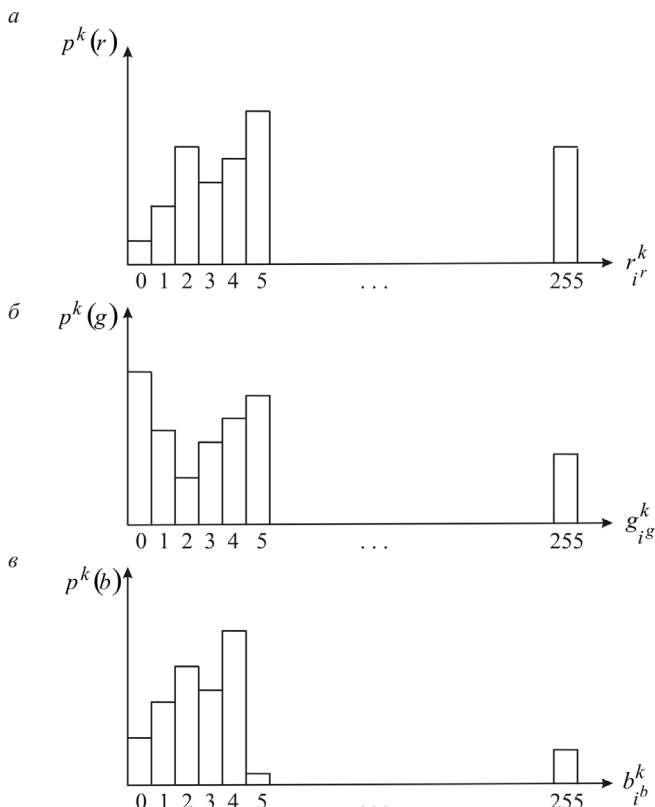 а
p^k(r)
r^k_{i^r}
0 1 2 3 4 5 ... 255
б
p^k(g)
g^k_{i^g}
0 1 2 3 4 5 ... 255
в
p^k(b)
b^k_{i^b}
0 1 2 3 4 5 ... 255